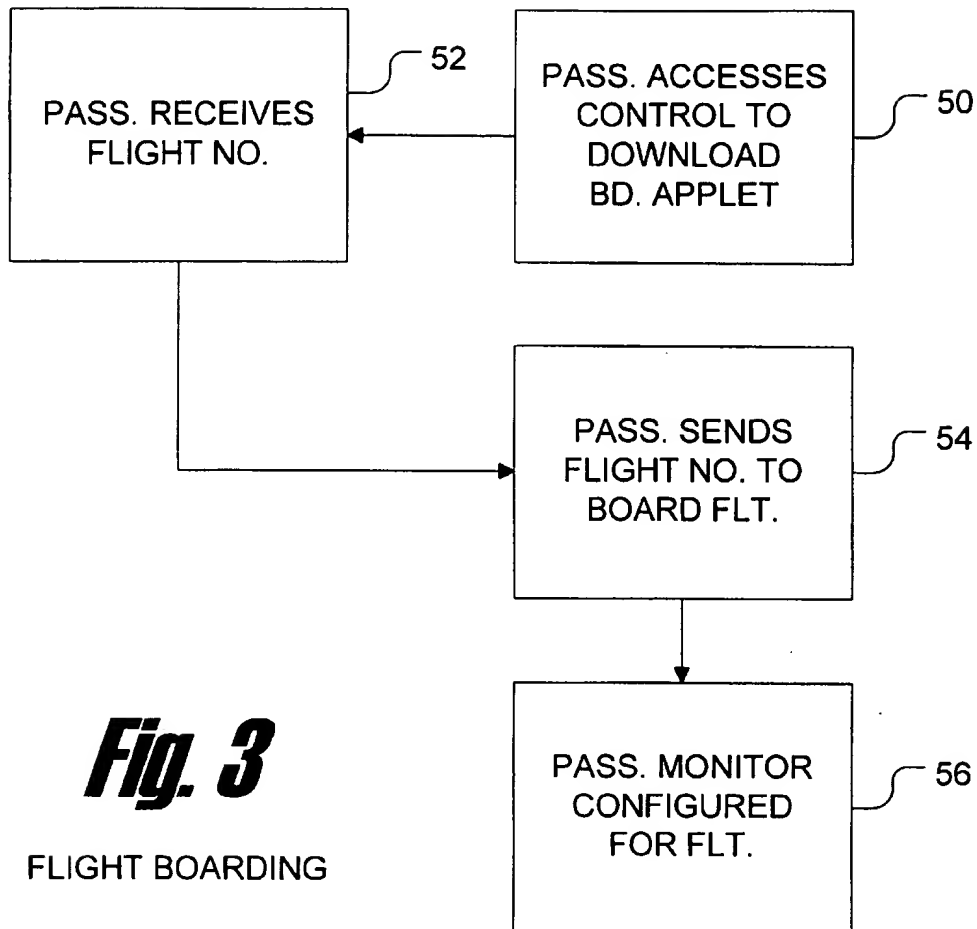 PASS. RECEIVES
FLIGHT NO.
52
PASS. ACCESSES
CONTROL TO
DOWNLOAD
BD. APPLET
50
PASS. SENDS
FLIGHT NO. TO
BOARD FLT.
54
PASS. MONITOR
CONFIGURED
FOR FLT.
56
Fig. 3
FLIGHT BOARDING